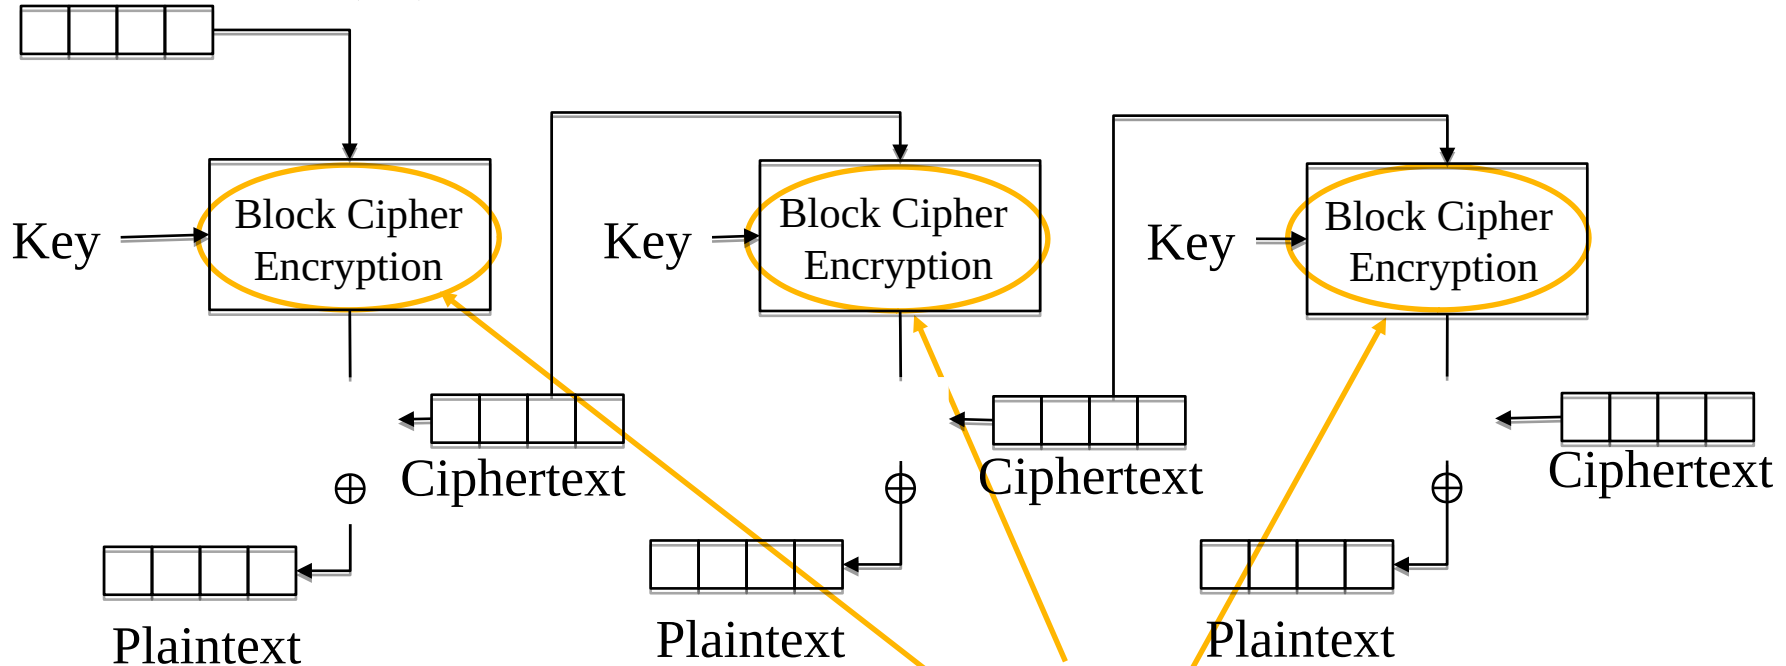 Block Cipher
Encryption
Key
Block Cipher
Encryption
Key
Block Cipher
Encryption
Key
Ciphertext
Ciphertext
Ciphertext
Plaintext
Plaintext
Plaintext